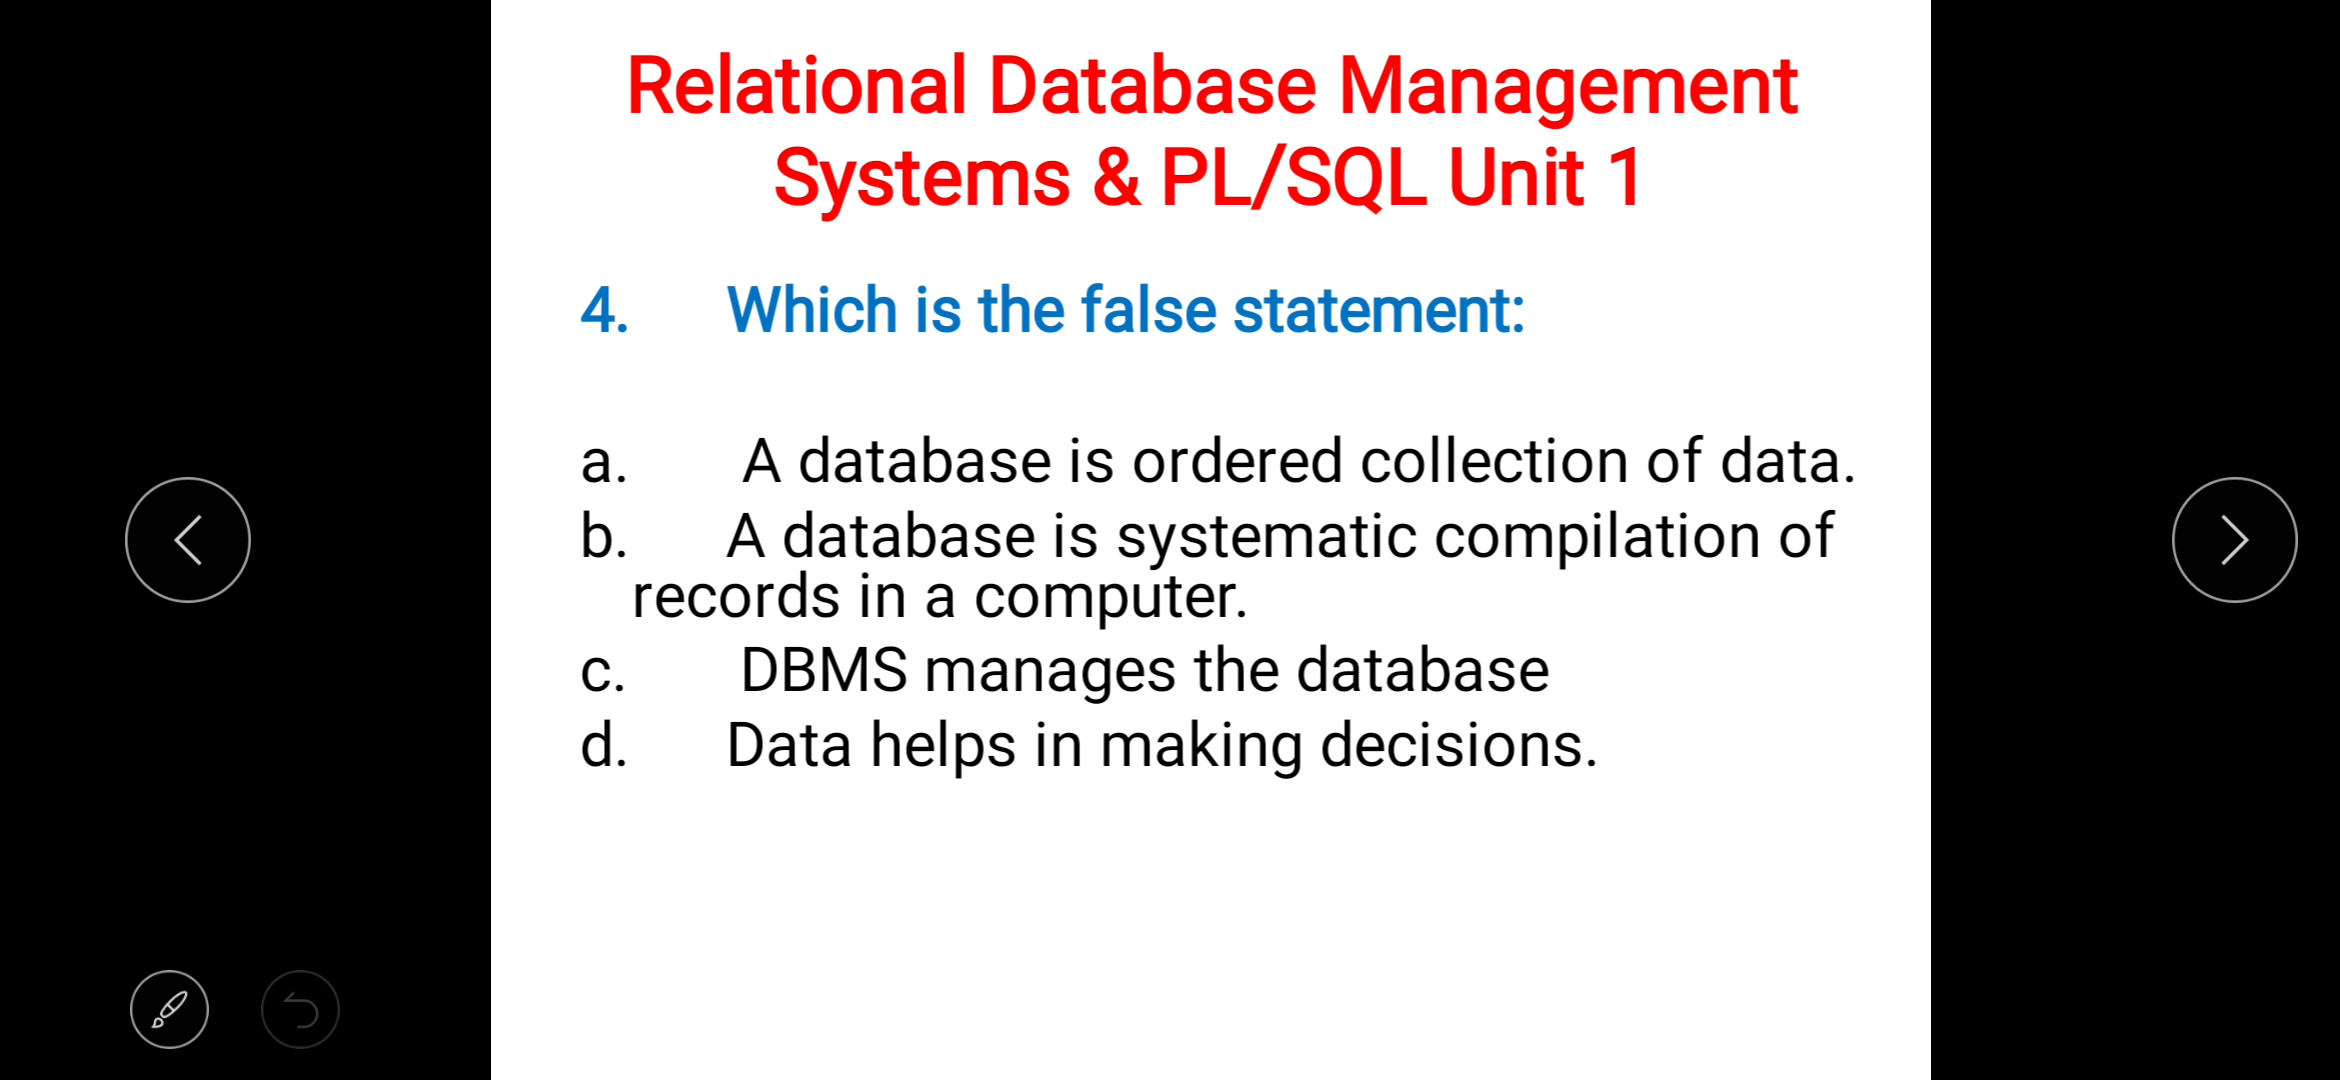 Relational Database Management
Systems & PL/SQL Unit 1
4. Which is the false statement:
a. A database is ordered collection of data.
b. A database is systematic compilation of
records in a computer.
c. DBMS manages the database
d. Data helps in making decisions.